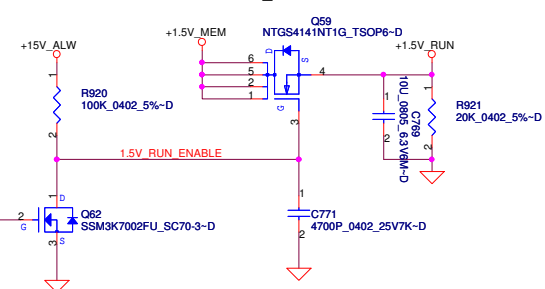 Q59
NTGS4141NT1G_TSOP6~D
+15V_ALW
+1.5V_MEM
+1.5V_RUN
D
S
6
5
2
1
4
G
3
1
R920
100K_0402_5%~D
2
1
2
10U_0805_6.3V6M~D
C769
1
2
R921
20K_0402_5%~D
1.5V_RUN_ENABLE
1
D
2
G
Q62
SSM3K7002FU_SC70-3~D
3
S
1
2
C771
4700P_0402_25V7K~D